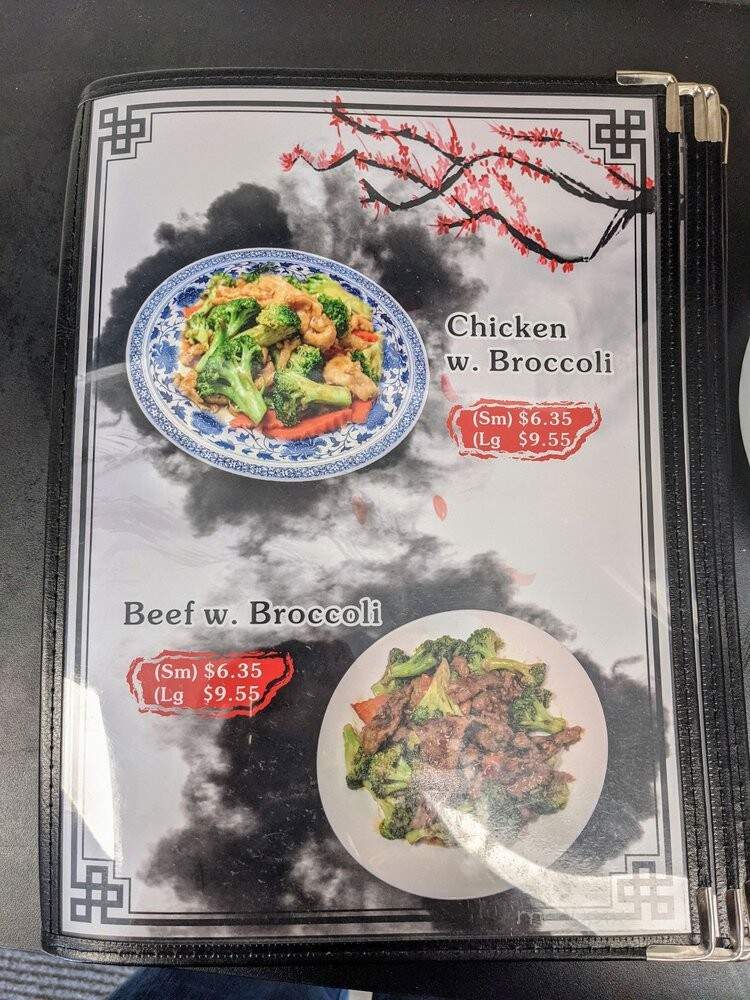 Chicken
w. Broccoli
(Sm) $6.35
(Lg $9.55
Beef w. Broccoli
(Sm) $6.35
(Lg $9.55